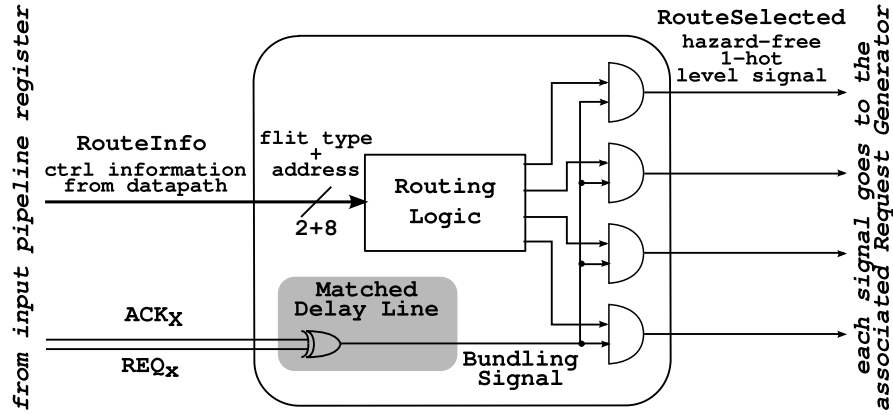 from input pipeline register
RouteInfo
ctrl information
from datapath
ACKX
REQx
flit type
+
address
2+8
Routing
Logic
Matched
Delay Line
Bundling
Signal
RouteSelected
hazard-free
1-hot
level signal
each signal goes to the
associated Request Generator